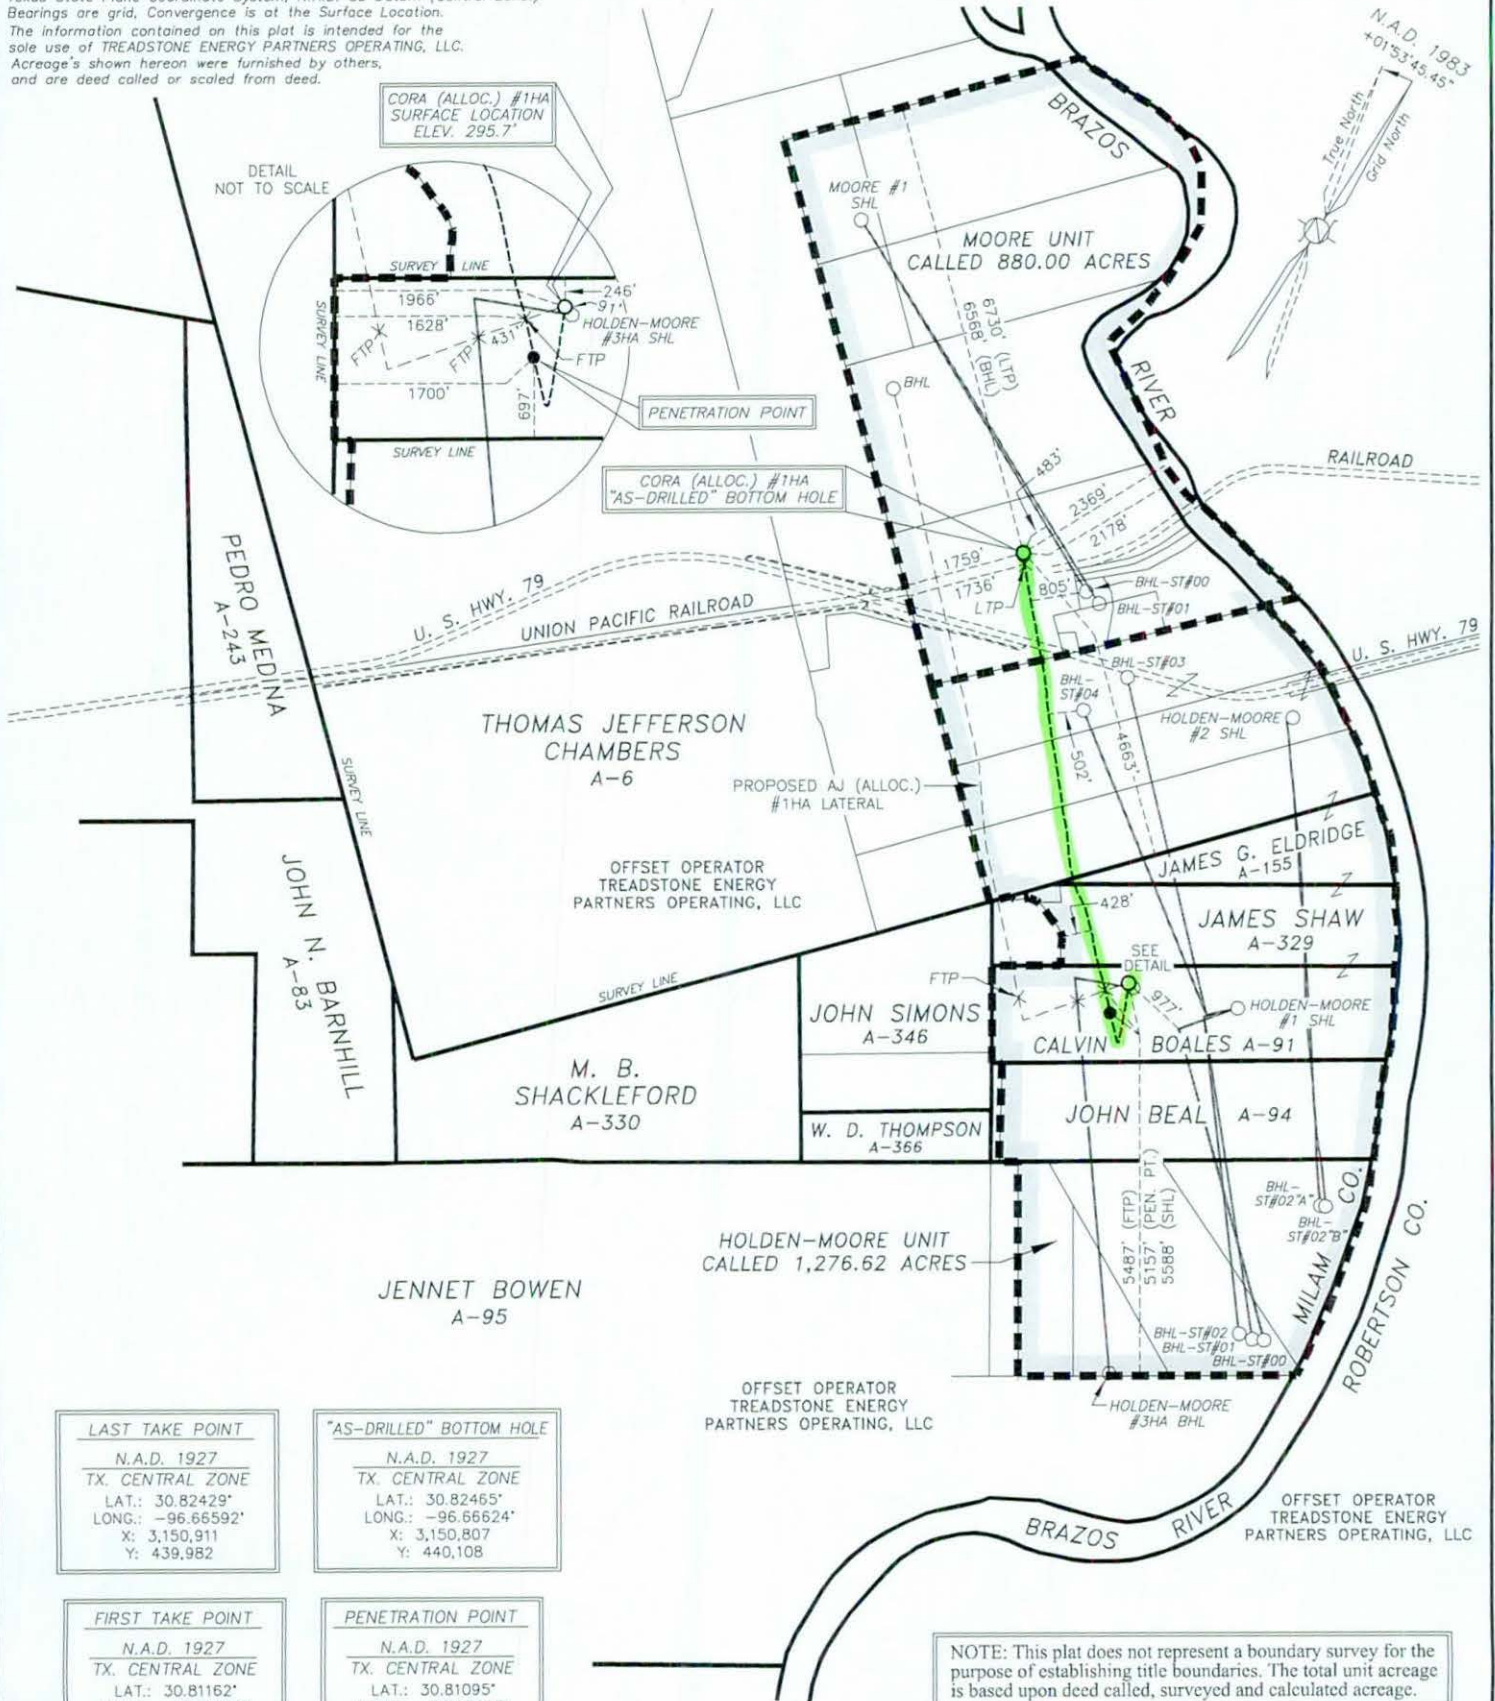 Bearings are grid, Convergence is at the Surface Location.
The information contained on this plat is intended for the
sole use of TREADSTONE ENERGY PARTNERS OPERATING, LLC.
Acreage's shown hereon were furnished by others,
and are deed called or scaled from deed.
N.A.D. 1983
+01°53'45.45"
True North
Grid North
CORA (ALLOC.) #1HA
SURFACE LOCATION
ELEV. 295.7'
DETAIL
NOT TO SCALE
SURVEY LINE
1966'
246'
91'
1628'
HOLDEN-MOORE
#3HA SHL
SURVEY LINE
FTP
FTP
431'
FTP
1700'
697'
SURVEY LINE
PENETRATION POINT
CORA (ALLOC.) #1HA
"AS-DRILLED" BOTTOM HOLE
BRAZOS
RIVER
MOORE #1
SHL
MOORE UNIT
CALLED 880.00 ACRES
6730' (LTP)
6568' (BHL)
BHL
RAILROAD
483'
2369'
2178'
1759'
1736'
LTP
805'
BHL-ST#00
BHL-ST#01
U. S. HWY. 79
UNION PACIFIC RAILROAD
U. S. HWY. 79
BHL-ST#03
BHL-
ST#04
HOLDEN-MOORE
#2 SHL
4663'
502'
PEDRO MEDINA
A-243
THOMAS JEFFERSON
CHAMBERS
A-6
SURVEY LINE
PROPOSED AJ (ALLOC.)
#1HA LATERAL
OFFSET OPERATOR
TREADSTONE ENERGY
PARTNERS OPERATING, LLC
JAMES G. ELDRIDGE
A-155
JAMES SHAW
A-329
428'
SEE
DETAIL
FTP
977'
HOLDEN-MOORE
#1 SHL
CALVIN BOALES A-91
JOHN N. BARNHILL
A-83
SURVEY LINE
JOHN SIMONS
A-346
M. B.
SHACKLEFORD
A-330
W. D. THOMPSON
A-366
JOHN BEAL A-94
5487' (FTP)
5157' (PEN. PT.)
5588' (SHL)
BHL-
ST#02"A"
BHL-
ST#02"B"
HOLDEN-MOORE UNIT
CALLED 1,276.62 ACRES
MILAM CO.
ROBERTSON CO.
JENNET BOWEN
A-95
BHL-ST#02
BHL-ST#01
BHL-ST#00
HOLDEN-MOORE
#3HA BHL
OFFSET OPERATOR
TREADSTONE ENERGY
PARTNERS OPERATING, LLC
BRAZOS RIVER
OFFSET OPERATOR
TREADSTONE ENERGY
PARTNERS OPERATING, LLC
LAST TAKE POINT
N.A.D. 1927
TX. CENTRAL ZONE
LAT.: 30.82429°
LONG.: -96.66592°
X: 3,150,911
Y: 439,982
"AS-DRILLED" BOTTOM HOLE
N.A.D. 1927
TX. CENTRAL ZONE
LAT.: 30.82465°
LONG.: -96.66624°
X: 3,150,807
Y: 440,108
FIRST TAKE POINT
N.A.D. 1927
TX. CENTRAL ZONE
LAT.: 30.81162°
PENETRATION POINT
N.A.D. 1927
TX. CENTRAL ZONE
LAT.: 30.81095°
NOTE: This plat does not represent a boundary survey for the
purpose of establishing title boundaries. The total unit acreage
is based upon deed called, surveyed and calculated acreage.